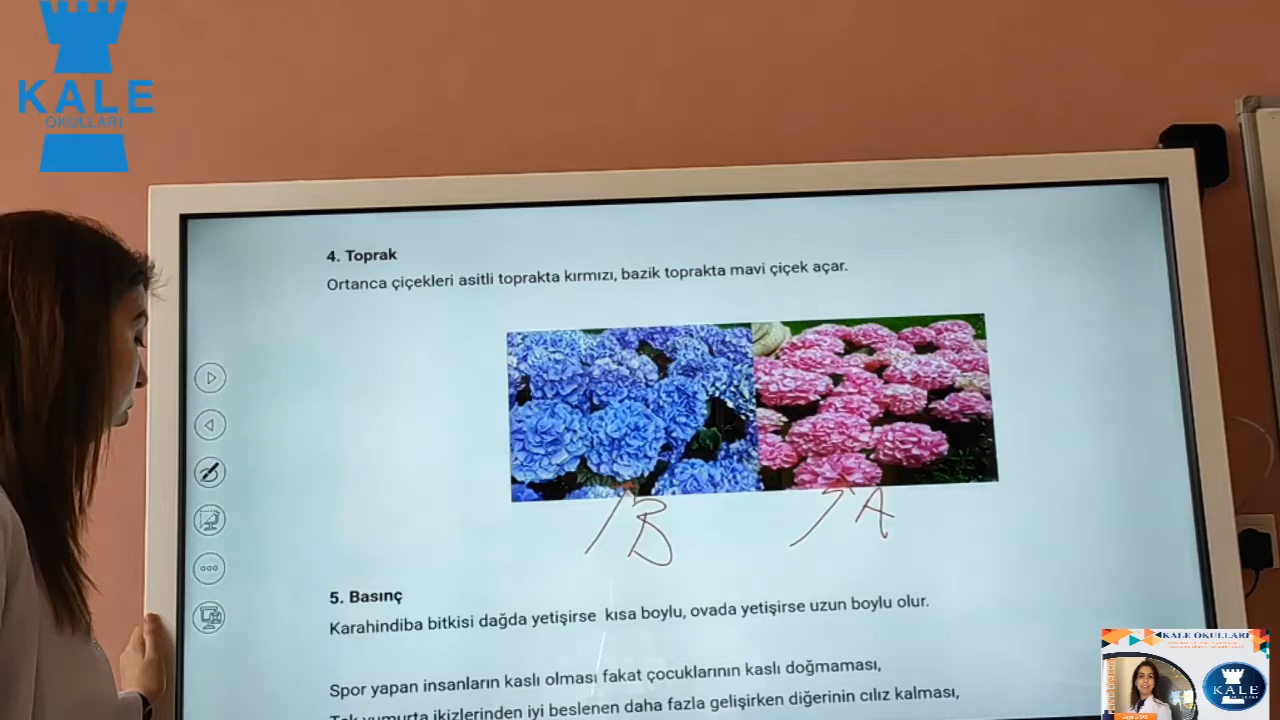 KALE
OKULLARI
4. Toprak
Ortanca çiçekleri asitli toprakta kırmızı, bazik toprakta mavi çiçek açar.
B
A
5. Basınç
Karahindiba bitkisi dağda yetişirse kısa boylu, ovada yetişirse uzun boylu olur.
Spor yapan insanların kaslı olması fakat çocuklarının kaslı doğmaması,
Tek yumurta ikizlerinden iyi beslenen daha fazla gelişirken diğerinin cılız kalması,
KALE OKULLARI
KALE